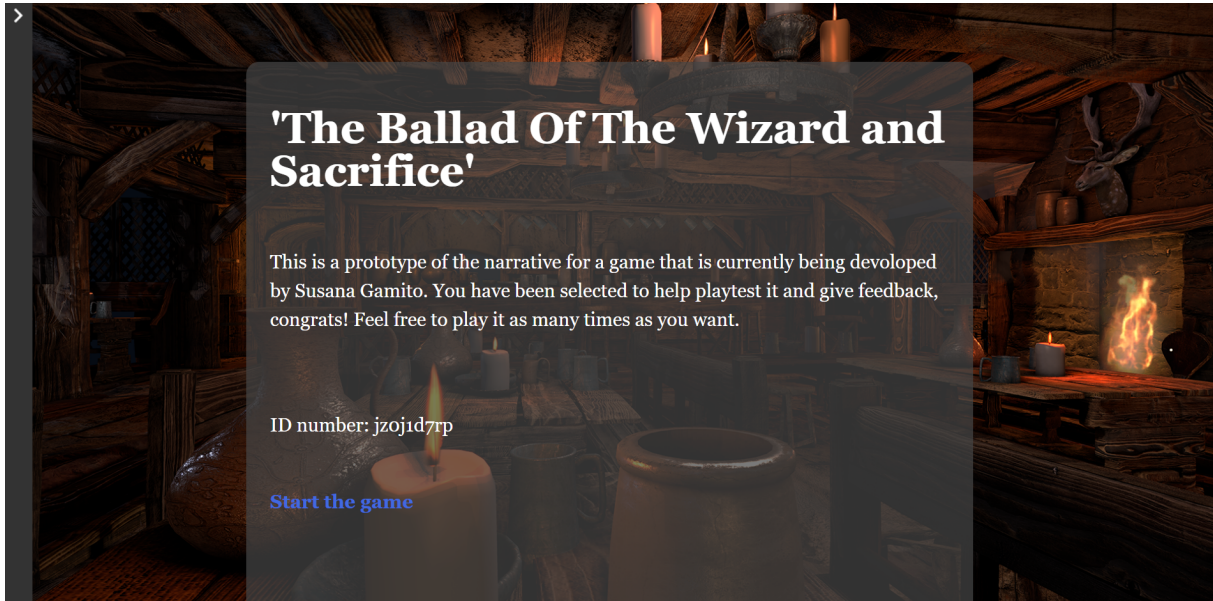 'The Ballad Of The Wizard and
Sacrifice'
This is a prototype of the narrative for a game that is currently being devoloped
by Susana Gamito. You have been selected to help playtest it and give feedback,
congrats! Feel free to play it as many times as you want.
ID number: jzoj1d7rp
Start the game